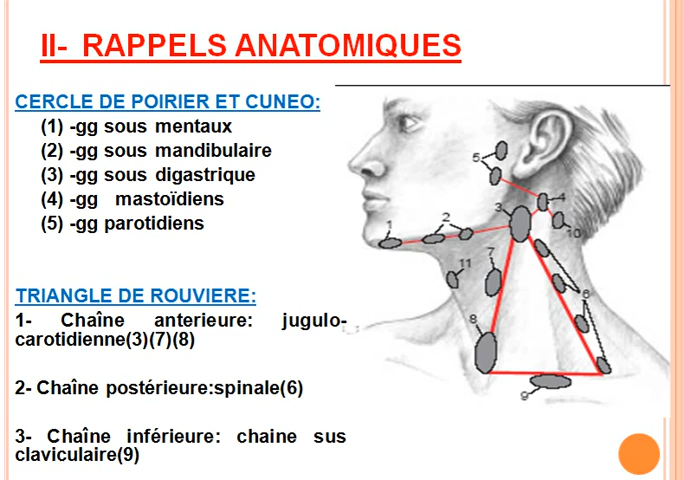 II- RAPPELS ANATOMIQUES
CERCLE DE POIRIER ET CUNEO:
(1) -gg sous mentaux
(2) -gg sous mandibulaire
(3) -gg sous digastrique
(4) -gg mastoïdiens
(5) -gg parotidiens
TRIANGLE DE ROUVIERE:
1- Chaîne anterieure: jugulo-
carotidienne(3)(7)(8)
2- Chaîne postérieure:spinale(6)
3- Chaîne inférieure: chaine sus
claviculaire(9)
5
4
3
10
1
2
11
7
6
8
9